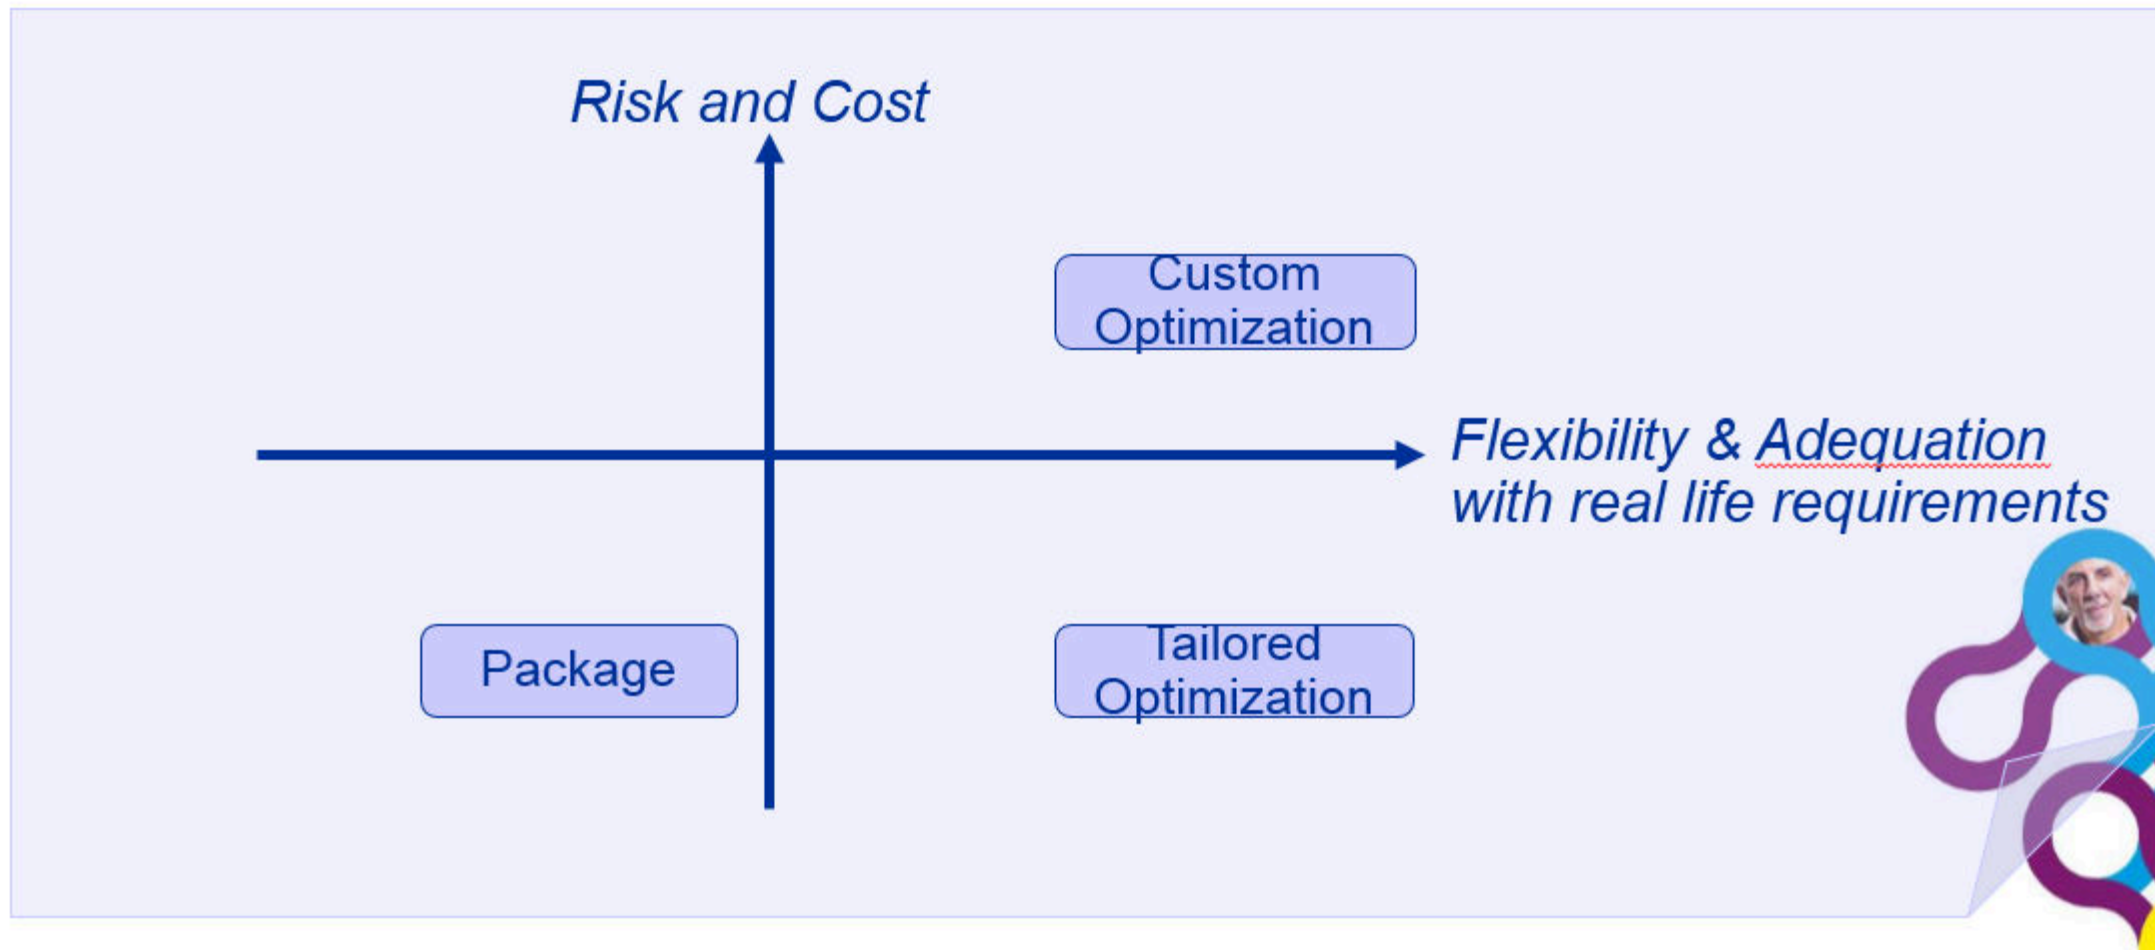 Risk and Cost
Custom
Optimization
Flexibility & Adequation
with real life requirements
Package
Tailored
Optimization